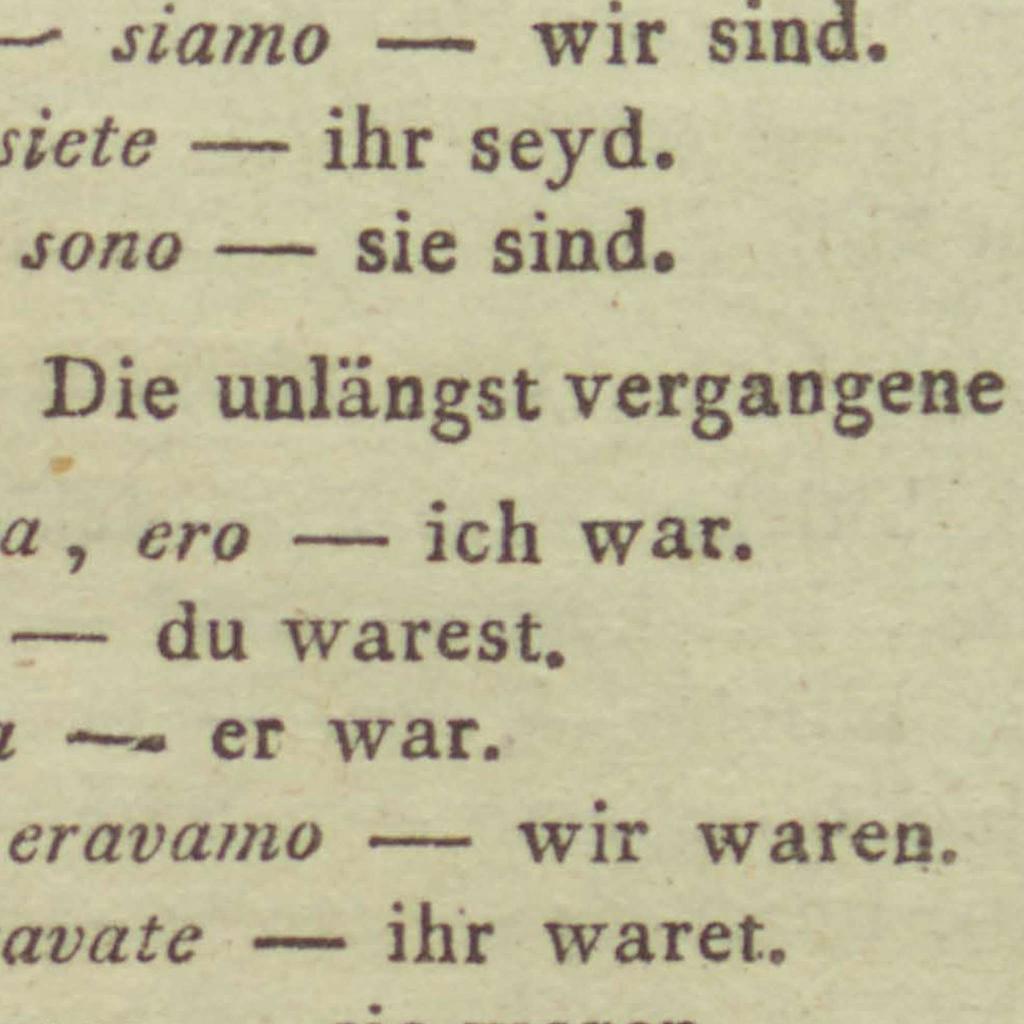 — siamo — wir sind.
siete — ihr seyd.
sono — sie sind.
Die unlängst vergangene
a, ero — ich war.
— du warest.
a — er war.
eravamo — wir waren.
avate — ihr waret.